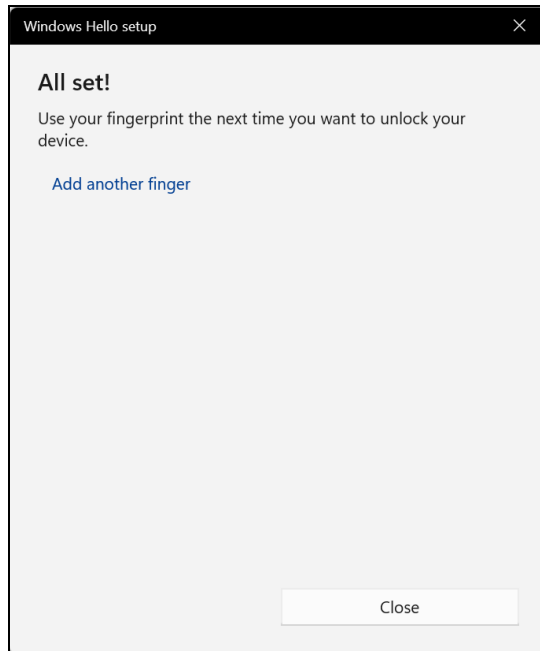 Windows Hello setup
All set!
Use your fingerprint the next time you want to unlock your
device.
Add another finger
Close